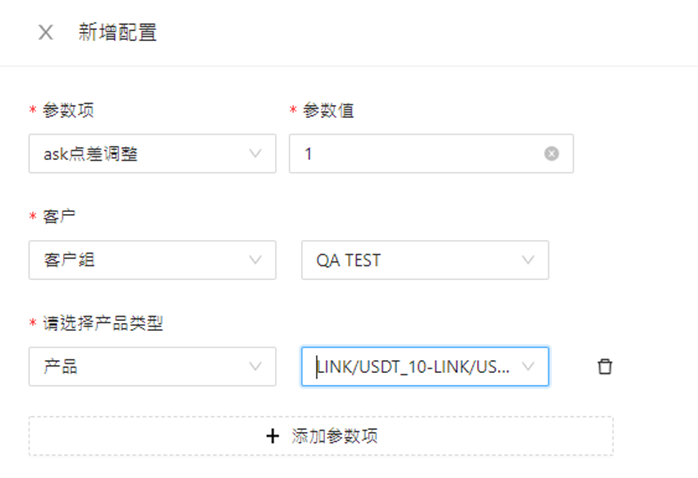 新增配置
* 参数项 * 参数值
ask点差调整 1
* 客户
客户组 QA TEST
* 请选择产品类型
产品 LINK/USDT_10-LINK/US...
+ 添加参数项